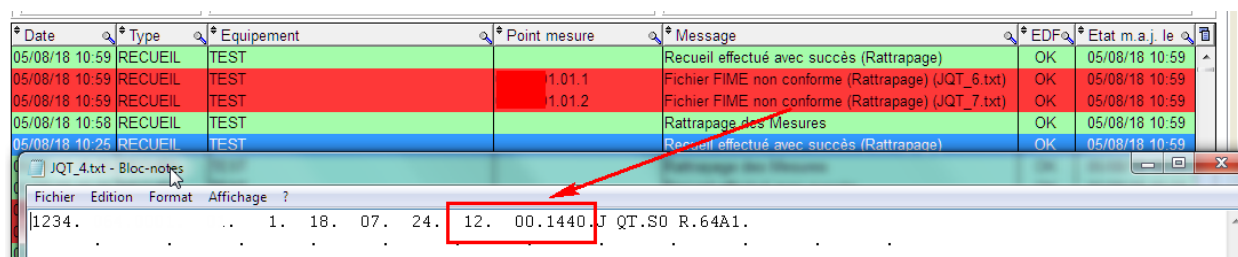 Date Type Equipement Point mesure Message EDF Etat m.a.j. le
05/08/18 10:59 RECUEIL TEST Recueil effectué avec succès (Rattrapage) OK 05/08/18 10:59
05/08/18 10:59 RECUEIL TEST 1.01.1 Fichier FIME non conforme (Rattrapage) (JQT_6.txt) OK 05/08/18 10:59
05/08/18 10:59 RECUEIL TEST 1.01.2 Fichier FIME non conforme (Rattrapage) (JQT_7.txt) OK 05/08/18 10:59
05/08/18 10:58 RECUEIL TEST Rattrapage des Mesures OK 05/08/18 10:59
05/08/18 10:25 RECUEIL TEST Recueil effectué avec succès (Rattrapage) OK 05/08/18 10:59
JQT_4.txt - Bloc-notes
Fichier Edition Format Affichage ?
1234. .. 1. 18. 07. 24. 12. 00.1440.J QT.S0 R.64A1.
. . . . . . . . . . . .